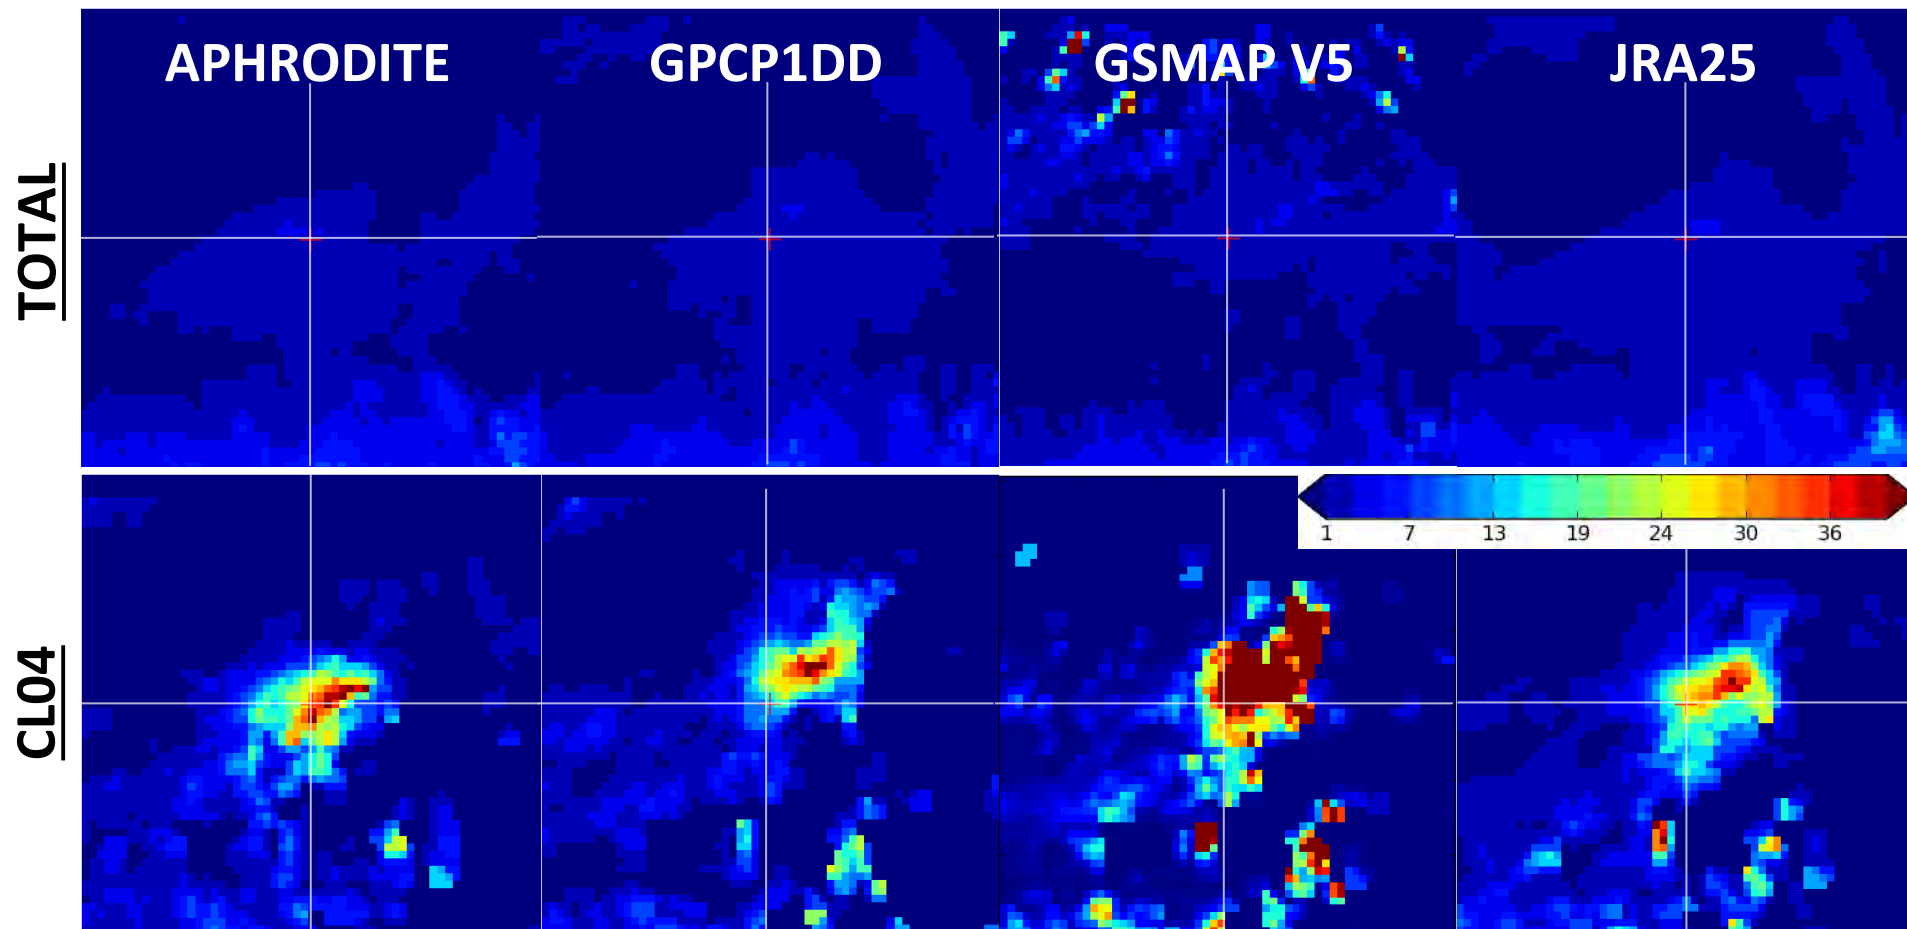 APHRODITE
GPCP1DD
GSMAP V5
JRA25
TOTAL
1 7 13 19 24 30 36
CL04